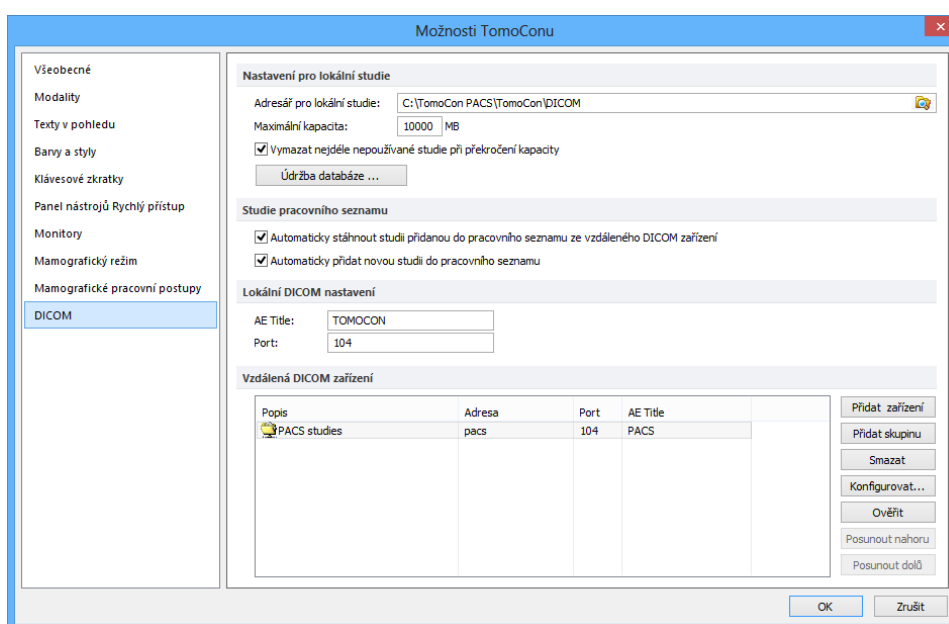 Možnosti TomoConu
Všeobecné
Modality
Texty v pohledu
Barvy a styly
Klávesové zkratky
Panel nástrojů Rychlý přístup
Monitory
Mamografický režim
Mamografické pracovní postupy
DICOM
Nastavení pro lokální studie
Adresář pro lokální studie: C:\TomoCon PACS\TomoCon\DICOM
Maximální kapacita: 10000 MB
Vymazat nejdéle nepoužívané studie při překročení kapacity
Údržba databáze ...
Studie pracovního seznamu
Automaticky stáhnout studii přidanou do pracovního seznamu ze vzdáleného DICOM zařízení
Automaticky přidat novou studii do pracovního seznamu
Lokální DICOM nastavení
AE Title: TOMOCON
Port: 104
Vzdálená DICOM zařízení
Popis Adresa Port AE Title
PACS studies pacs 104 PACS
Přidat zařízení
Přidat skupinu
Smazat
Konfigurovat...
Ověřit
Posunout nahoru
Posunout dolů
OK Zrušit